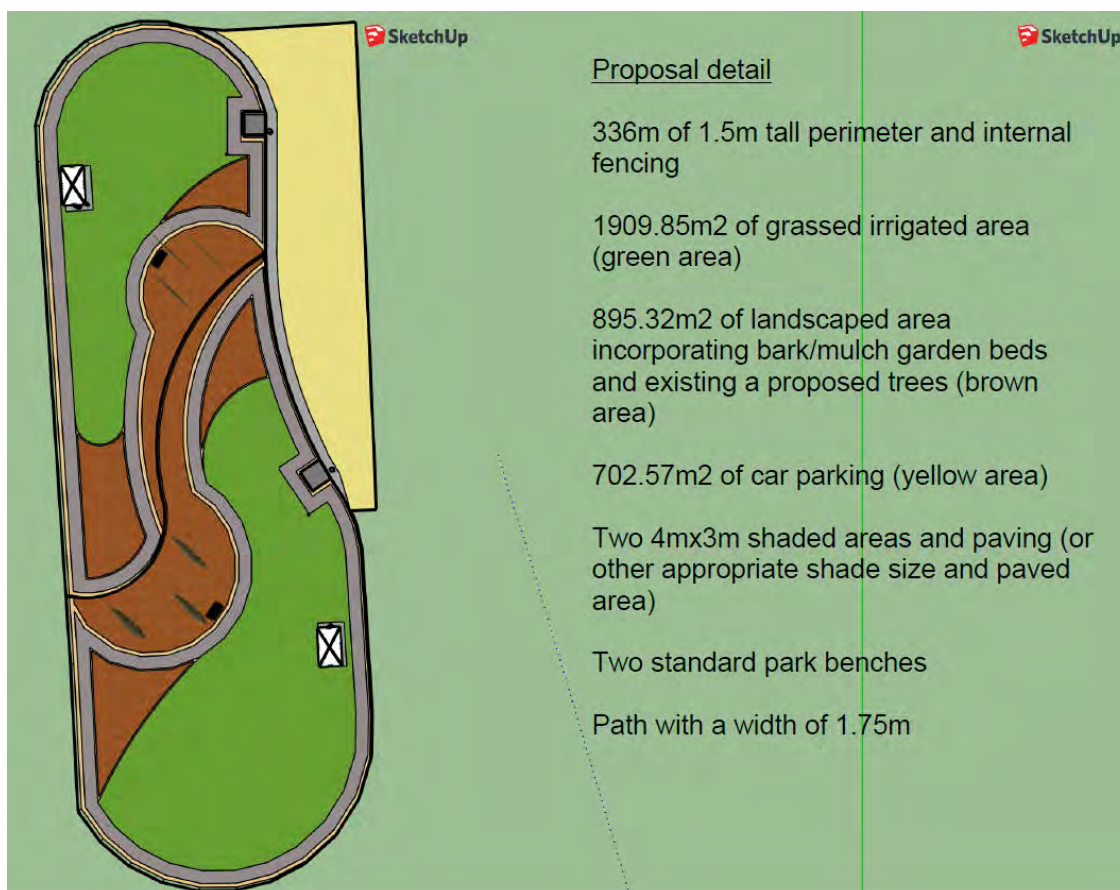 SketchUp
SketchUp
Proposal detail
336m of 1.5m tall perimeter and internal
fencing
1909.85m2 of grassed irrigated area
(green area)
895.32m2 of landscaped area
incorporating bark/mulch garden beds
and existing a proposed trees (brown
area)
702.57m2 of car parking (yellow area)
Two 4mx3m shaded areas and paving (or
other appropriate shade size and paved
area)
Two standard park benches
Path with a width of 1.75m